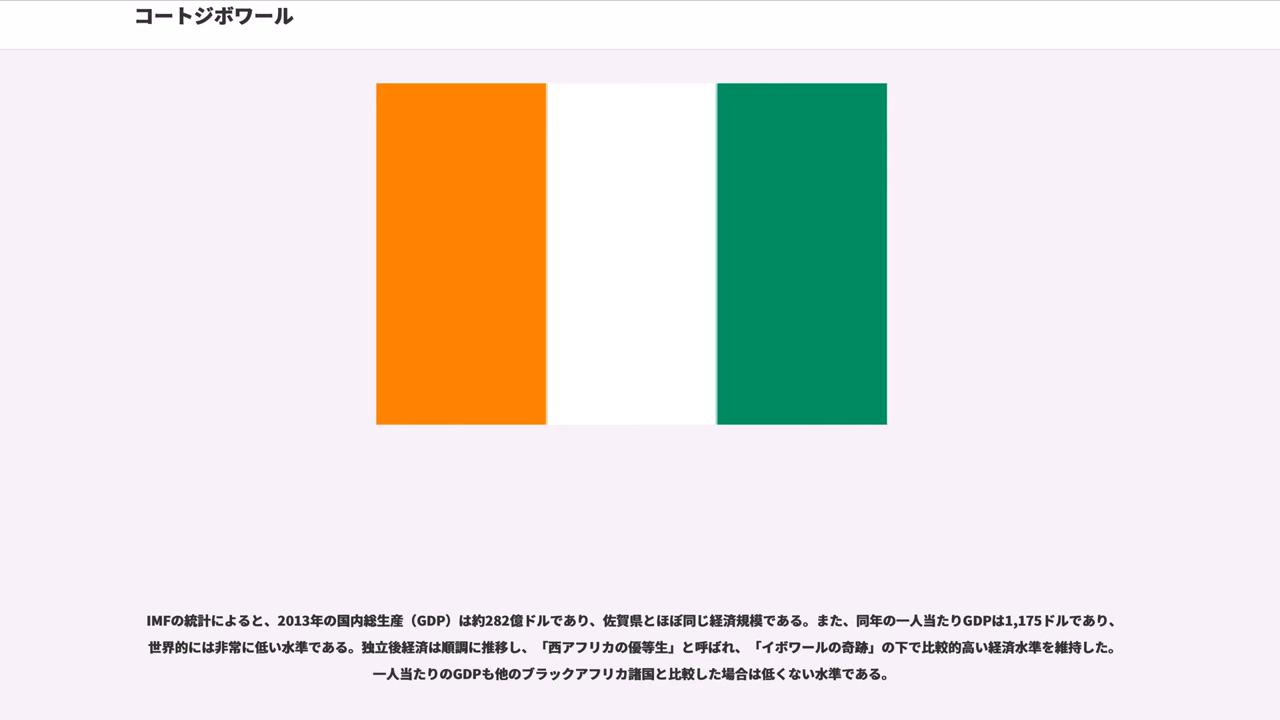 コートジボワール
IMFの統計によると、2013年の国内総生産（GDP）は約282億ドルであり、佐賀県とほぼ同じ経済規模である。また、同年の一人当たりGDPは1,175ドルであり、
世界的には非常に低い水準である。独立後経済は順調に推移し、「西アフリカの優等生」と呼ばれ、「イボワールの奇跡」の下で比較的高い経済水準を維持した。
一人当たりのGDPも他のブラックアフリカ諸国と比較した場合は低くない水準である。